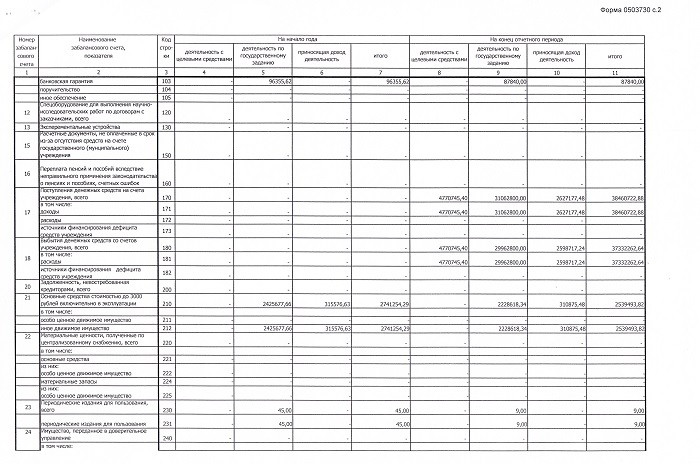 Форма 0503730 с.2
Номер забалан- сового счета | Наименование забалансового счета, показателя | Код стро- ки | На начало года | На конец отчетного периода
деятельность с целевыми средствами | деятельность по государственному заданию | приносящая доход деятельность | итого | деятельность с целевыми средствами | деятельность по государственному заданию | приносящая доход деятельность | итого
1 | 2 | 3 | 4 | 5 | 6 | 7 | 8 | 9 | 10 | 11
банковская гарантия | 103 | - | 96355,62 | - | 96355,62 | - | 87840,00 | - | 87840,00
поручительство | 104 | - | - | - | - | - | - | - | -
иное обеспечение | 105 | - | - | - | - | - | - | - | -
12 | Спецоборудование для выполнения научно-
исследовательских работ по договорам с
заказчиками, всего | 120 | - | - | - | - | - | - | - | -
13 | Экспериментальные устройства | 130 | - | - | - | - | - | - | - | -
15 | Расчетные документы, не оплаченные в срок
из-за отсутствия средств на счете
государственного (муниципального)
учреждения | 150 | - | - | - | - | - | - | - | -
16 | Переплата пенсий и пособий вследствие
неправильного применения законодательства
о пенсиях и пособиях, счетных ошибок | 160 | - | - | - | - | - | - | - | -
17 | Поступления денежных средств на счета
учреждения, всего | 170 | - | - | - | - | 4770745,40 | 31062800,00 | 2627177,48 | 38460722,88
в том числе:
доходы | 171 | - | - | - | - | 4770745,40 | 31062800,00 | 2627177,48 | 38460722,88
расходы | 172 | - | - | - | - | - | - | - | -
источники финансирования дефицита
средств учреждения | 173 | - | - | - | - | - | - | - | -
18 | Выбытия денежных средств со счетов
учреждения, всего | 180 | - | - | - | - | 4770745,40 | 29962800,00 | 2598717,24 | 37332262,64
в том числе:
расходы | 181 | - | - | - | - | 4770745,40 | 29962800,00 | 2598717,24 | 37332262,64
источники финансирования дефицита
средств учреждения | 182 | - | - | - | - | - | - | - | -
20 | Задолженность, невостребованная
кредиторами, всего | 200 | - | - | - | - | - | - | - | -
21 | Основные средства стоимостью до 3000
рублей включительно в эксплуатации | 210 | - | 2425677,66 | 315576,63 | 2741254,29 | - | 2228618,34 | 310875,48 | 2539493,82
в том числе:
особо ценное движимое имущество | 211 | - | - | - | - | - | - | - | -
иное движимое имущество | 212 | - | 2425677,66 | 315576,63 | 2741254,29 | - | 2228618,34 | 310875,48 | 2539493,82
22 | Материальные ценности, полученные по
централизованному снабжению, всего | 220 | - | - | - | - | - | - | - | -
в том числе:
основные средства | 221 | - | - | - | - | - | - | - | -
из них:
особо ценное движимое имущество | 222 | - | - | - | - | - | - | - | -
материальные запасы | 224 | - | - | - | - | - | - | - | -
из них:
особо ценное движимое имущество | 225 | - | - | - | - | - | - | - | -
23 | Периодические издания для пользования,
всего | 230 | - | 45,00 | - | 45,00 | - | 9,00 | - | 9,00
периодические издания для пользования | 231 | - | 45,00 | - | 45,00 | - | 9,00 | - | 9,00
24 | Имущество, переданное в доверительное
управление | 240 | - | - | - | - | - | - | - | -
в том числе: